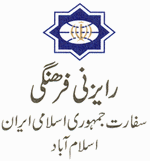 رایزنی فرهنگی
سفارت جمهوری اسلامی ایران
اسلام آباد